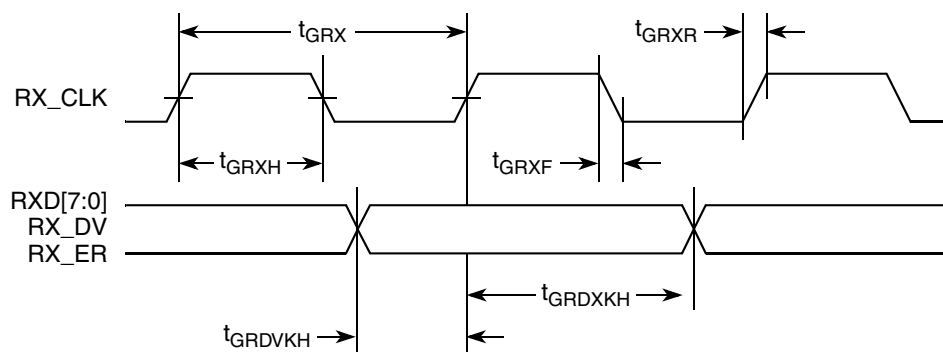 tGRX
tGRXR
RX_CLK
tGRXH
tGRXF
RXD[7:0]
RX_DV
RX_ER
tGRDXKH
tGRDVKH